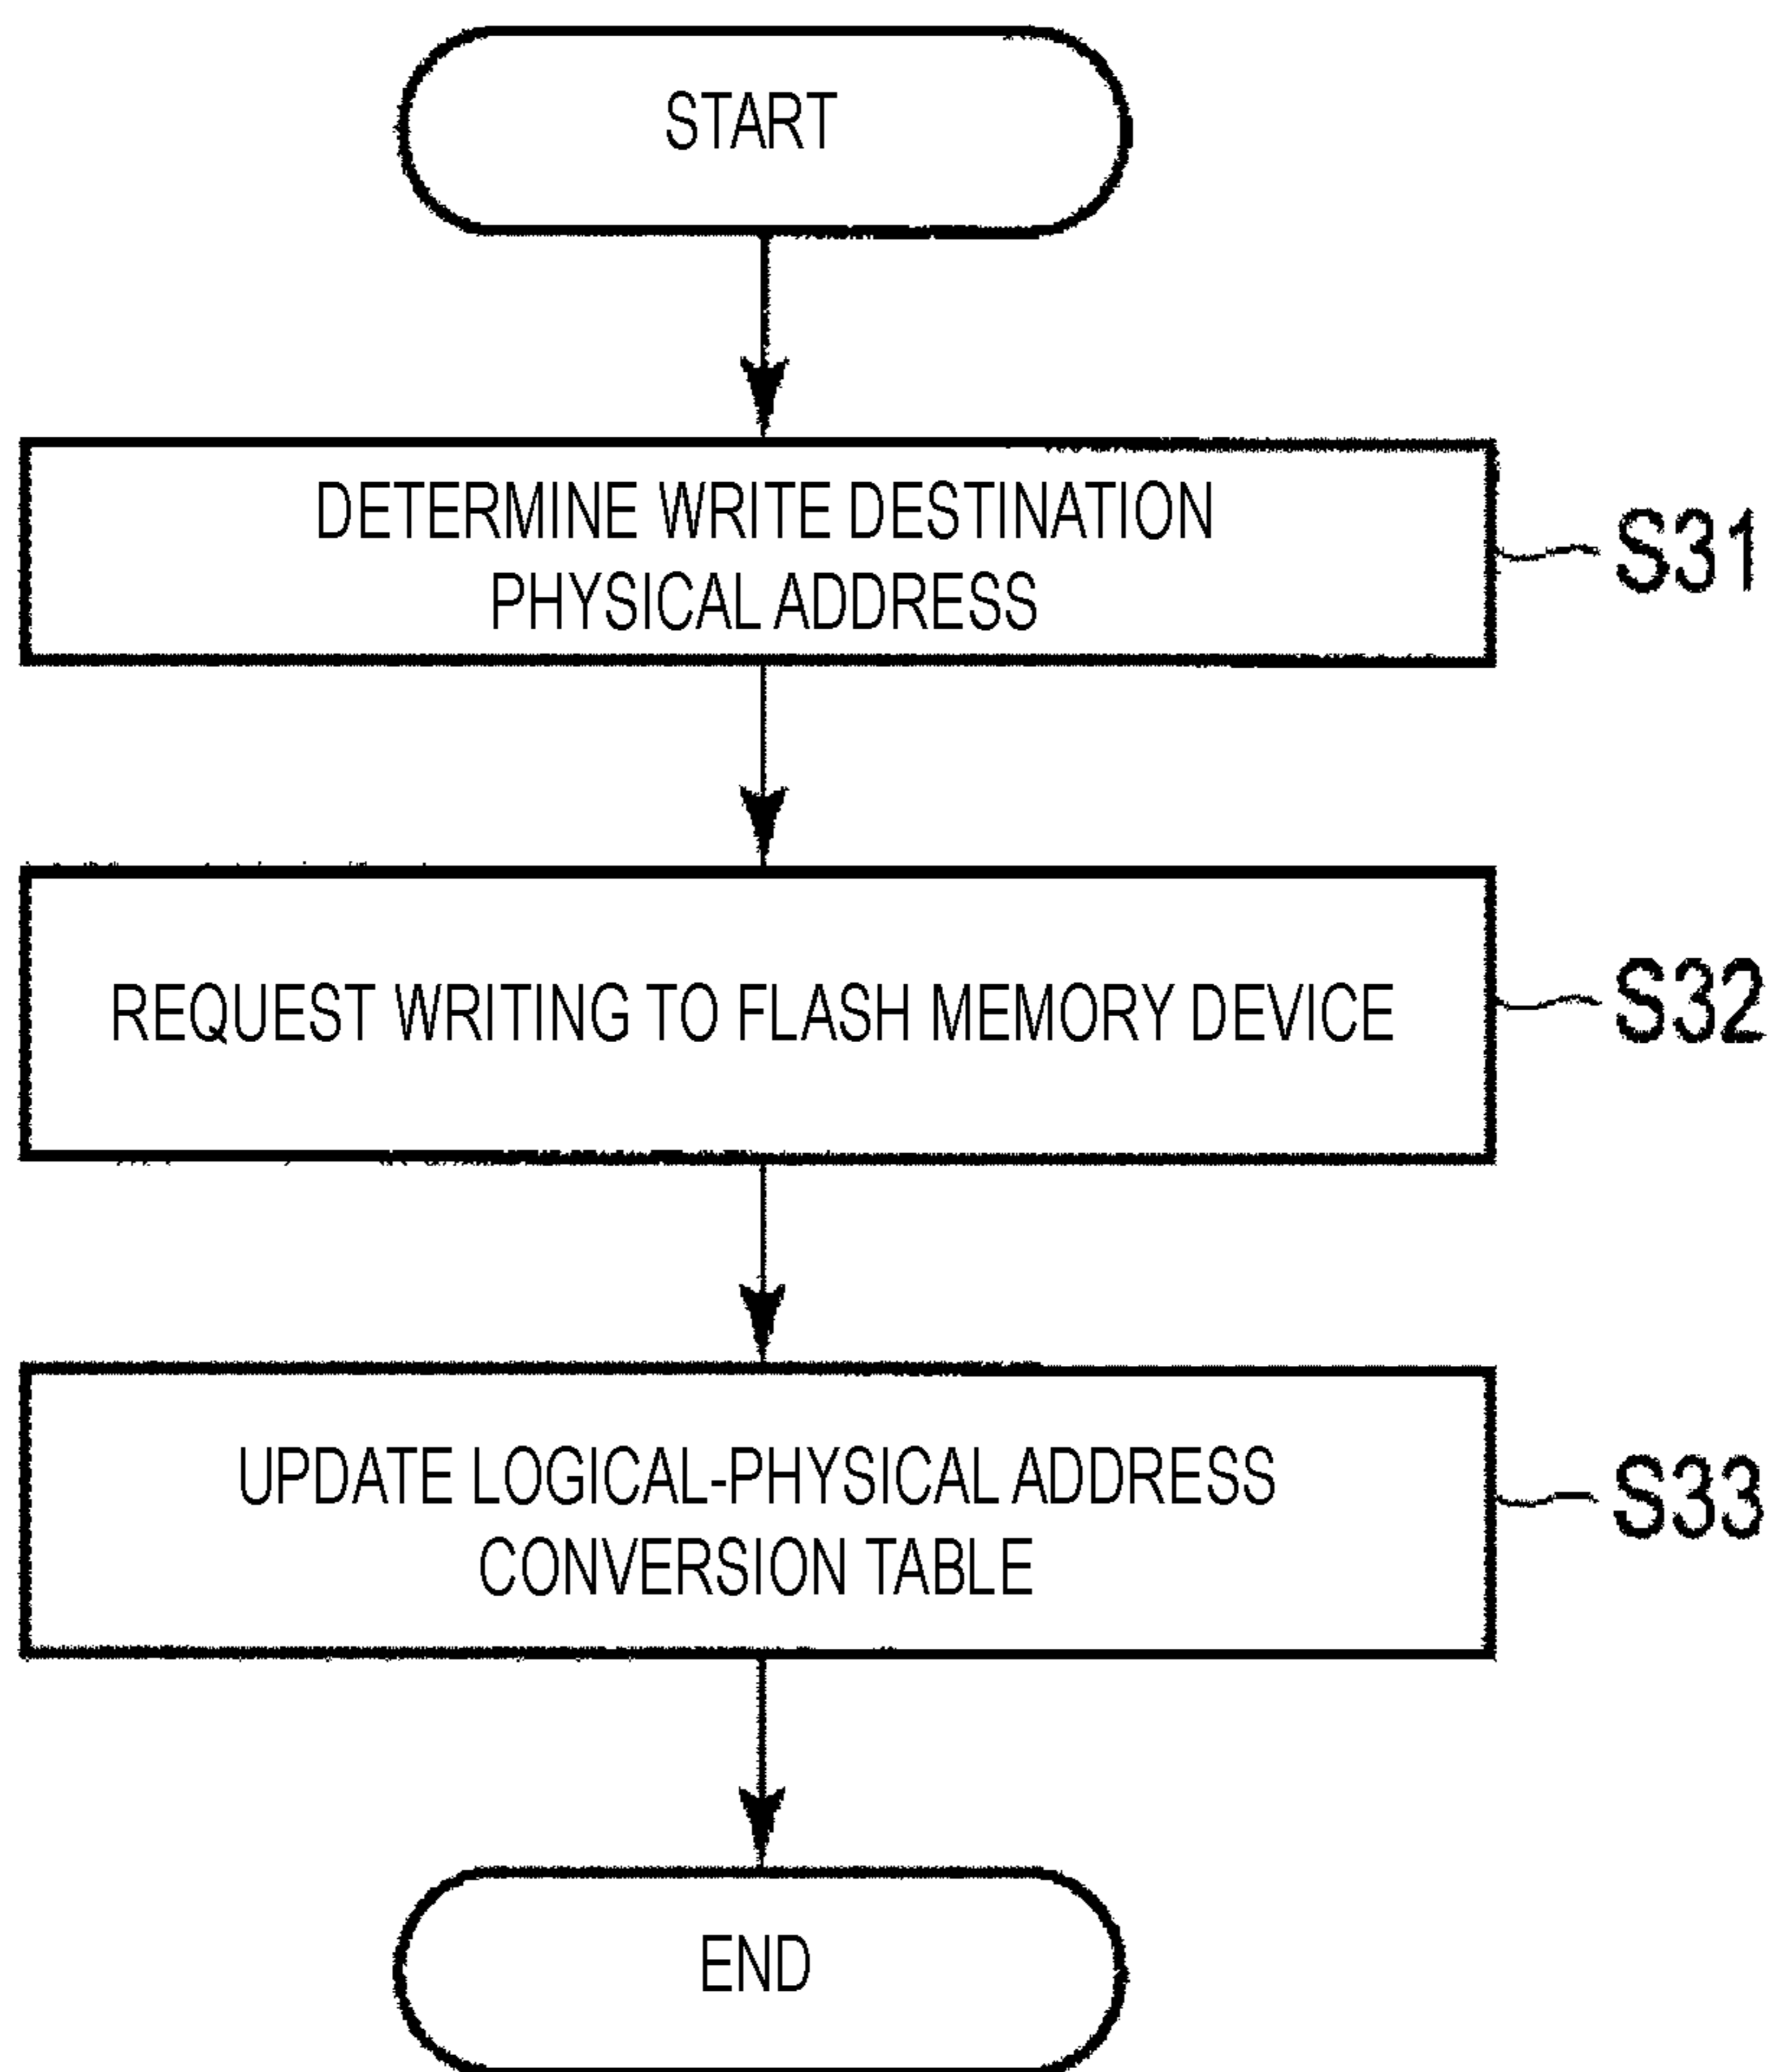 START
DETERMINE WRITE DESTINATION
PHYSICAL ADDRESS
S31
REQUEST WRITING TO FLASH MEMORY DEVICE
S32
UPDATE LOGICAL-PHYSICAL ADDRESS
CONVERSION TABLE
S33
END